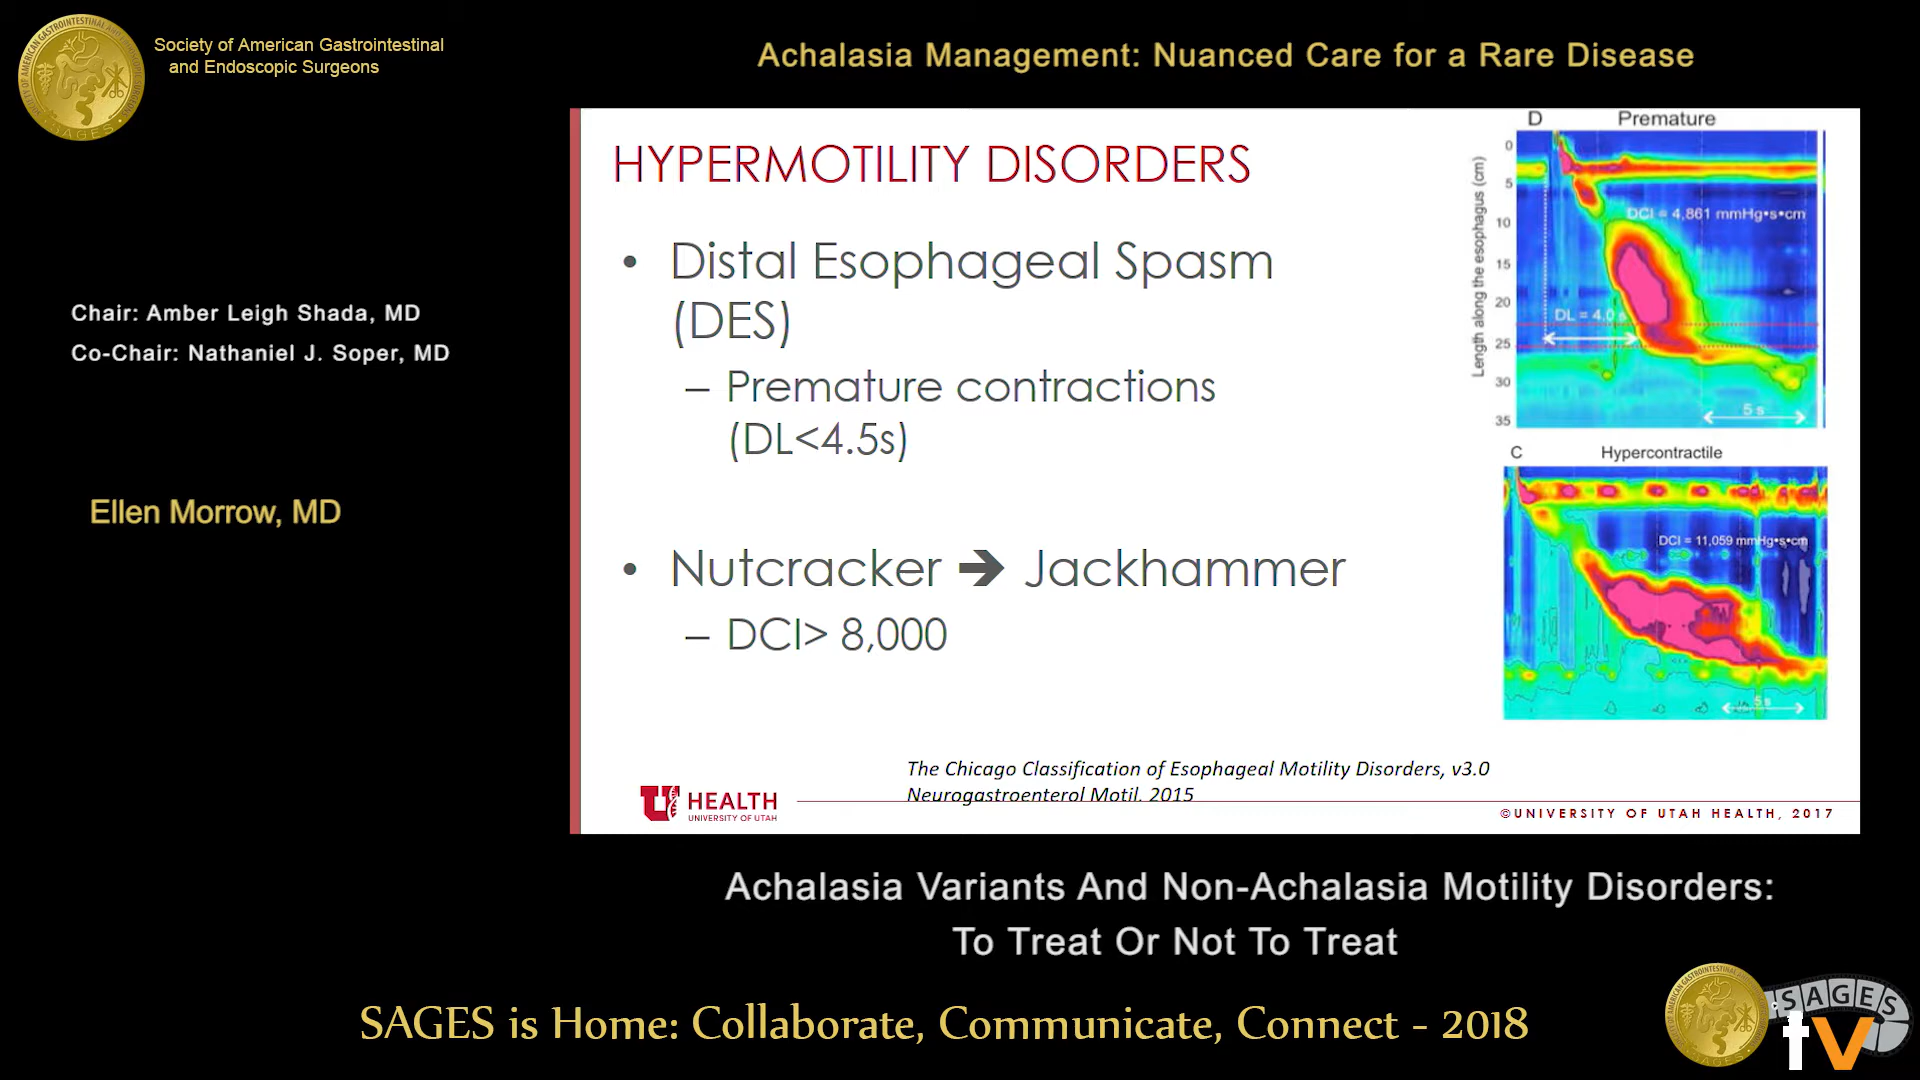 Society of American Gastrointestinal
and Endoscopic Surgeons
Achalasia Management: Nuanced Care for a Rare Disease
Chair: Amber Leigh Shada, MD
Co-Chair: Nathaniel J. Soper, MD
Ellen Morrow, MD
HYPERMOTILITY DISORDERS
• Distal Esophageal Spasm
(DES)
– Premature contractions
(DL<4.5s)
• Nutcracker ➔ Jackhammer
– DCI> 8,000
D Premature
Length along the esophagus (cm)
0
5
10
15
20
25
30
35
DCI = 4,861 mmHg•s•cm
DL = 4.0 s
5 s
C Hypercontractile
DCI = 11,059 mmHg•s•cm
5 s
The Chicago Classification of Esophageal Motility Disorders, v3.0
Neurogastroenterol Motil. 2015
U HEALTH
UNIVERSITY OF UTAH
©UNIVERSITY OF UTAH HEALTH, 2017
Achalasia Variants And Non-Achalasia Motility Disorders:
To Treat Or Not To Treat
SAGES is Home: Collaborate, Communicate, Connect - 2018
SAGES
tv